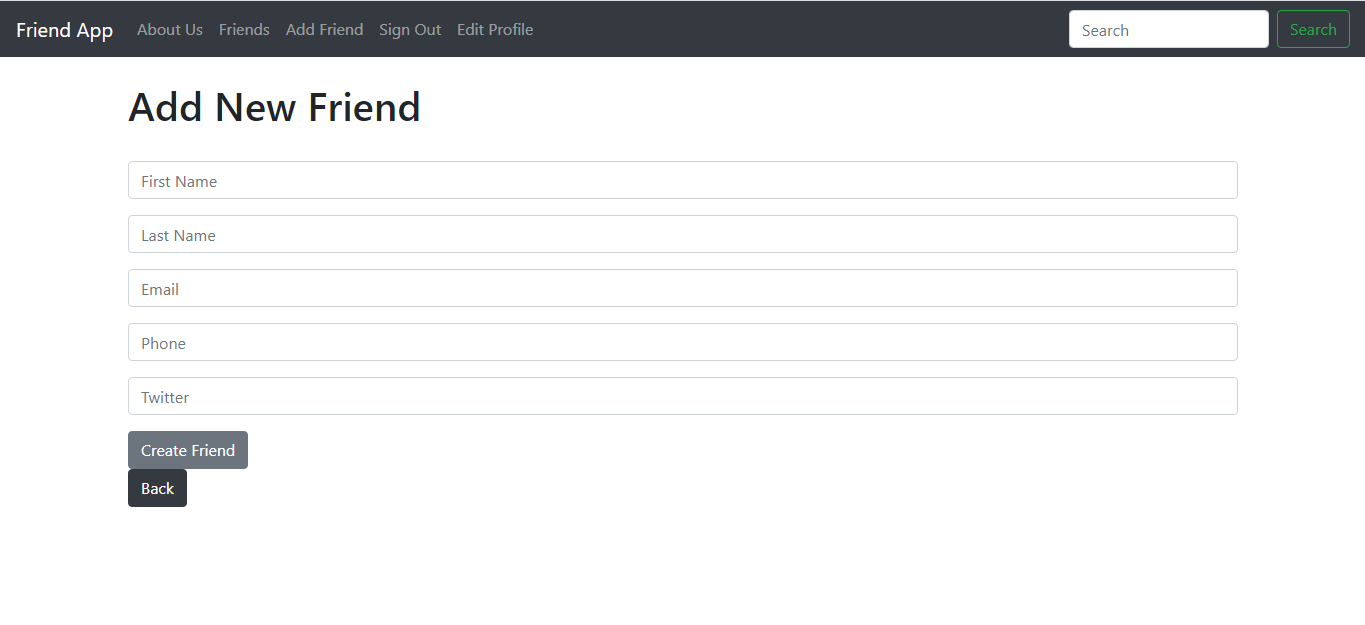 Friend App About Us Friends Add Friend Sign Out Edit Profile Search Search
Add New Friend
First Name
Last Name
Email
Phone
Twitter
Create Friend
Back